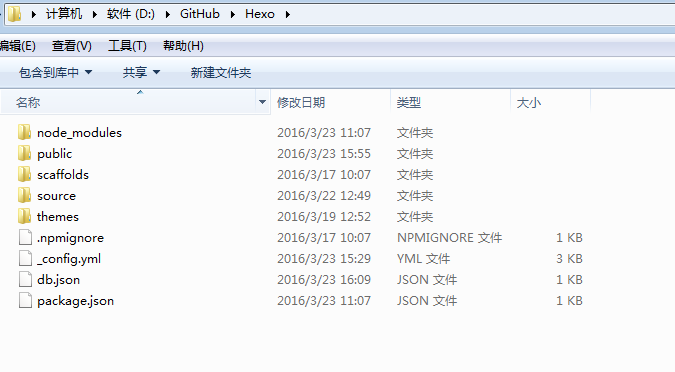 计算机 ▸ 软件 (D:) ▸ GitHub ▸ Hexo ▸
编辑(E) 查看(V) 工具(T) 帮助(H)
包含到库中 ▼ 共享 ▼ 新建文件夹
名称 修改日期 类型 大小
node_modules 2016/3/23 11:07 文件夹
public 2016/3/23 15:55 文件夹
scaffolds 2016/3/17 10:07 文件夹
source 2016/3/22 12:49 文件夹
themes 2016/3/19 12:52 文件夹
.npmignore 2016/3/17 10:07 NPMIGNORE 文件 1 KB
_config.yml 2016/3/23 15:29 YML 文件 3 KB
db.json 2016/3/23 16:09 JSON 文件 1 KB
package.json 2016/3/23 11:07 JSON 文件 1 KB